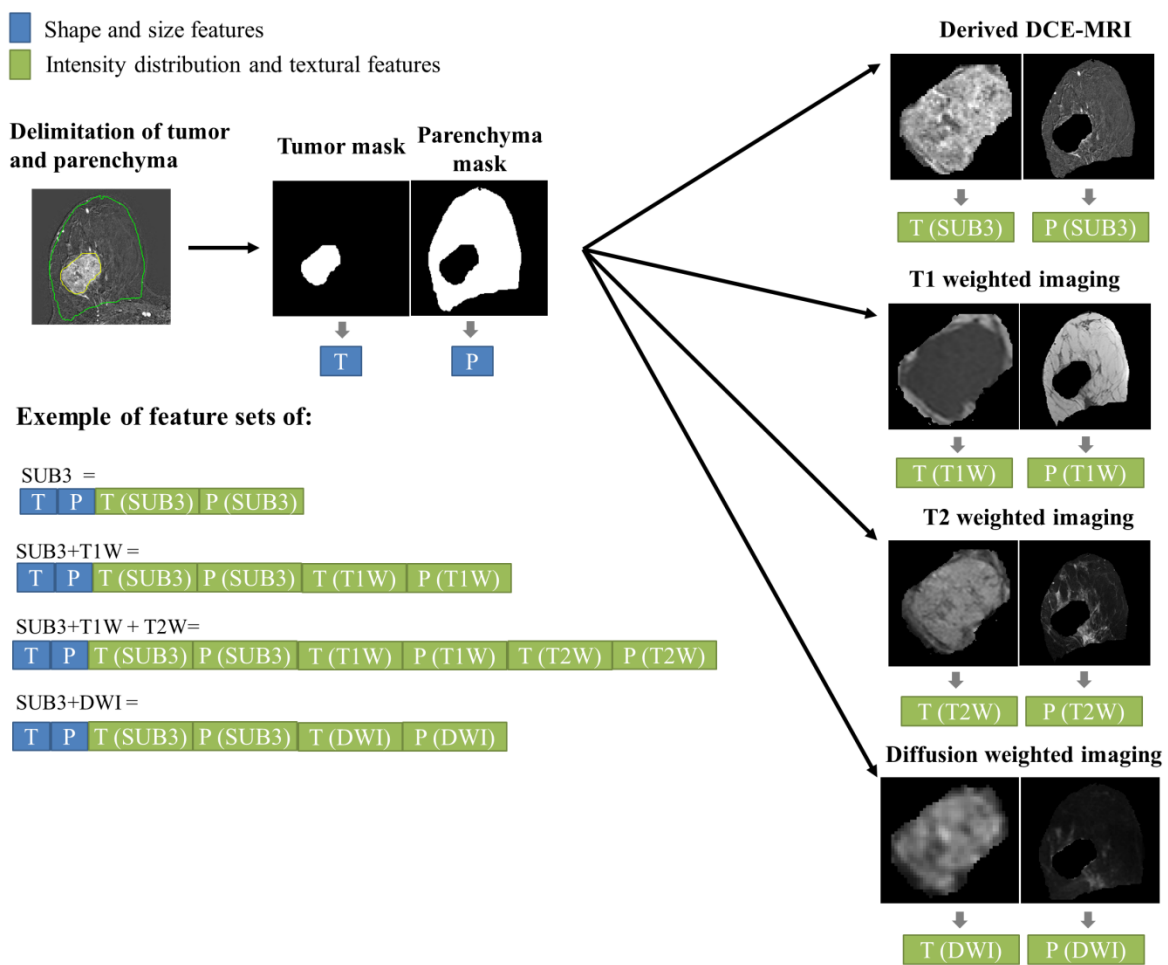 Shape and size features
Intensity distribution and textural features
Delimitation of tumor
and parenchyma
Tumor mask
Parenchyma
mask
T
P
Exemple of feature sets of:
SUB3 =
T P T (SUB3) P (SUB3)
SUB3+T1W =
T P T (SUB3) P (SUB3) T (T1W) P (T1W)
SUB3+T1W + T2W=
T P T (SUB3) P (SUB3) T (T1W) P (T1W) T (T2W) P (T2W)
SUB3+DWI =
T P T (SUB3) P (SUB3) T (DWI) P (DWI)
Derived DCE-MRI
T (SUB3) P (SUB3)
T1 weighted imaging
T (T1W) P (T1W)
T2 weighted imaging
T (T2W) P (T2W)
Diffusion weighted imaging
T (DWI) P (DWI)